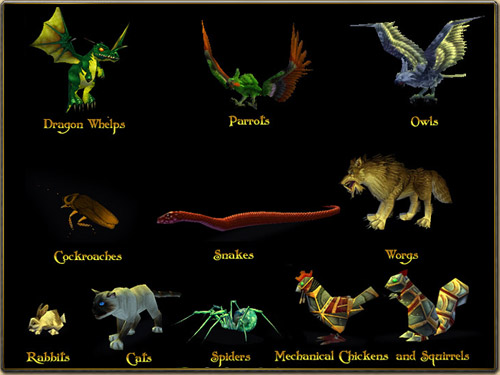 Dragon Whelps
Parrots
Owls
Cockroaches
Snakes
Worgs
Rabbits
Cats
Spiders
Mechanical Chickens and Squirrels